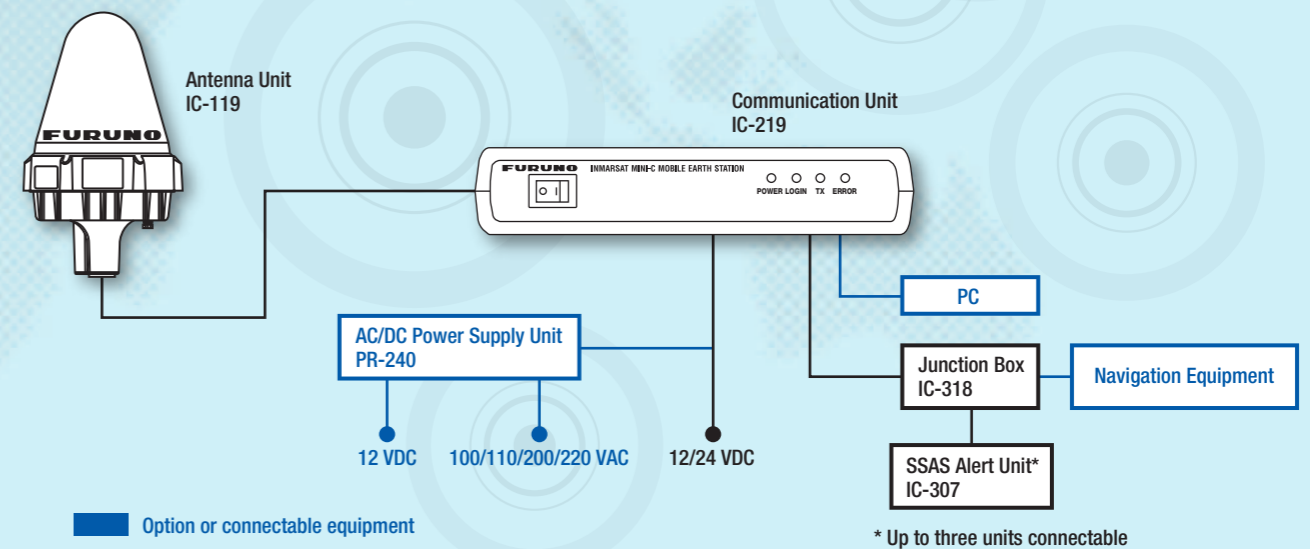 Antenna Unit
IC-119
FURUNO
Communication Unit
IC-219
FURUNO INMARSAT MINI-C MOBILE EARTH STATION
POWER LOGIN TX ERROR
PC
AC/DC Power Supply Unit
PR-240
Junction Box
IC-318
Navigation Equipment
12 VDC 100/110/200/220 VAC 12/24 VDC
SSAS Alert Unit*
IC-307
Option or connectable equipment
* Up to three units connectable